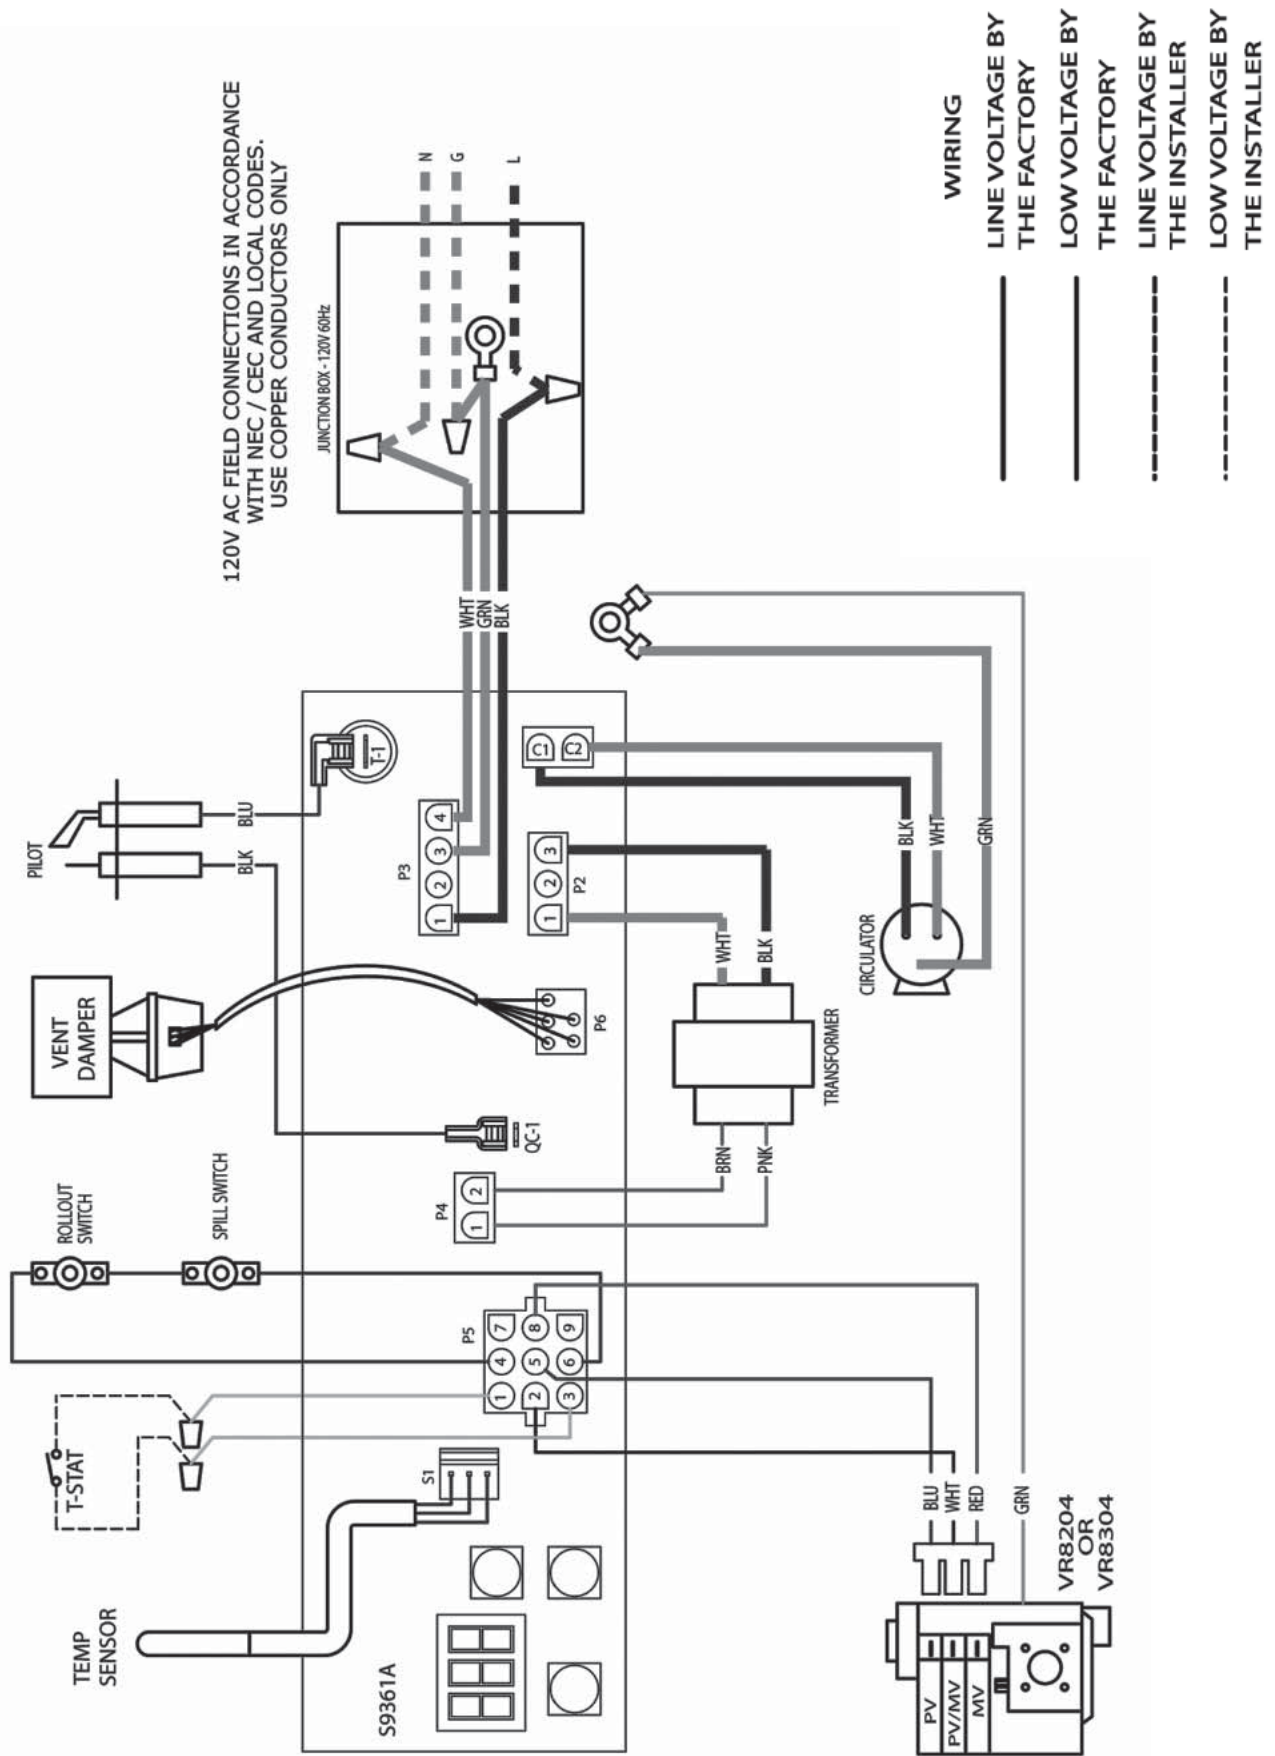 TEMP
SENSOR
T-STAT
ROLLOUT
SWITCH
SPILL SWITCH
VENT
DAMPER
PILOT
BLK
BLU
120V AC FIELD CONNECTIONS IN ACCORDANCE
WITH NEC / CEC AND LOCAL CODES.
USE COPPER CONDUCTORS ONLY
JUNCTION BOX - 120V 60Hz
N
G
L
WHT
GRN
BLK
S9361A
S1
P5
1 4 7
2 5 8
3 6 9
P4
1 2
QC-1
P6
P3
1 2 3 4
T-1
1 2 3
P2
C1
C2
BRN
PNK
WHT
BLK
TRANSFORMER
CIRCULATOR
BLK
WHT
GRN
BLU
WHT
RED
GRN
PV
PV/MV
MV
VR8204
OR
VR8304
WIRING
LINE VOLTAGE BY
THE FACTORY
LOW VOLTAGE BY
THE FACTORY
LINE VOLTAGE BY
THE INSTALLER
LOW VOLTAGE BY
THE INSTALLER